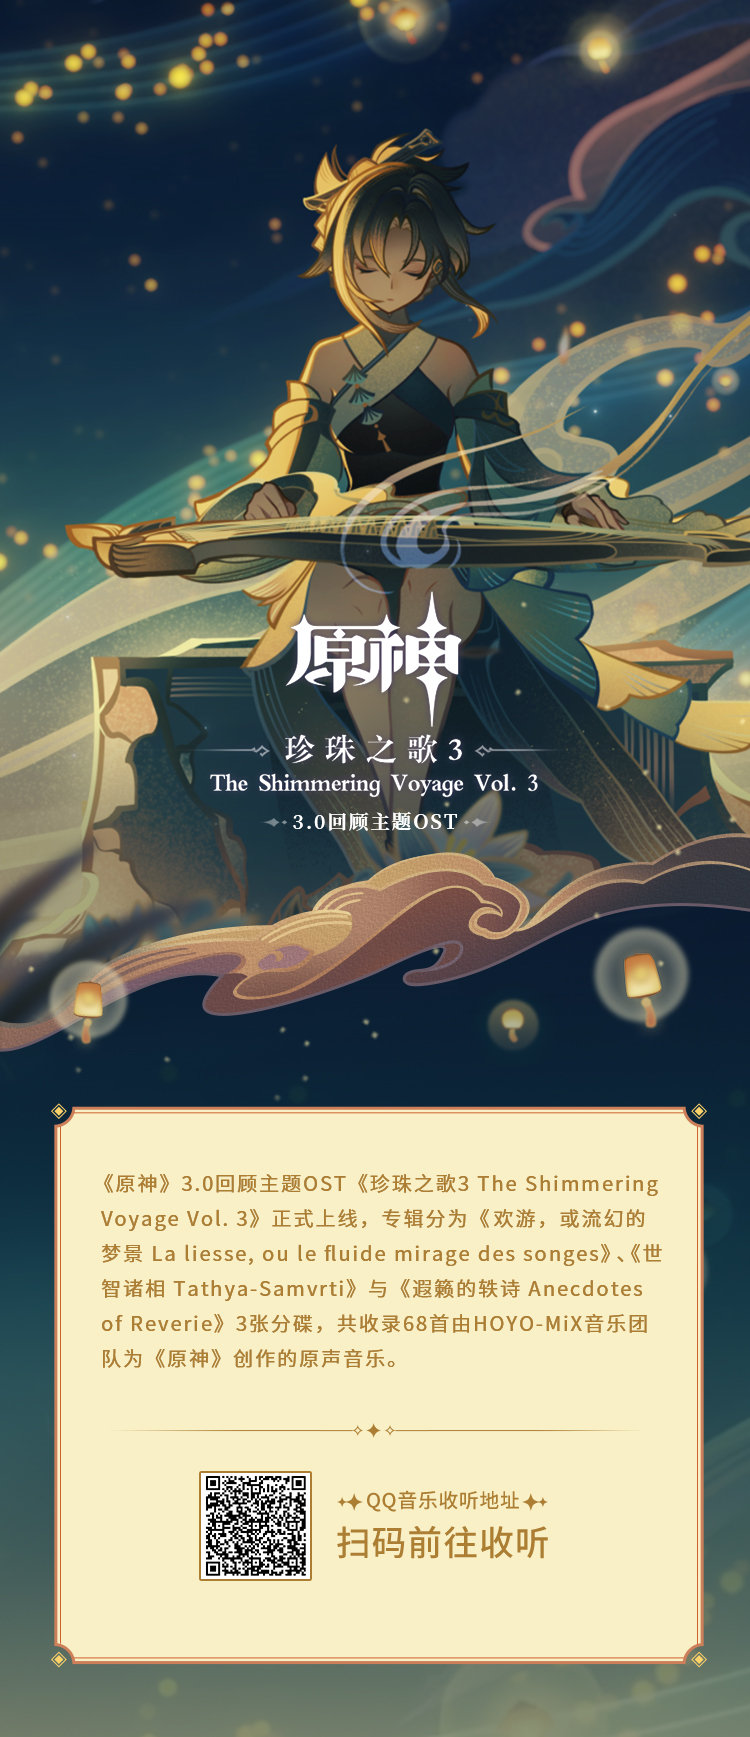 原神
珍珠之歌3
The Shimmering Voyage Vol. 3
3.0回顾主题OST
《原神》3.0回顾主题OST《珍珠之歌3 The Shimmering
Voyage Vol. 3》正式上线，专辑分为《欢游，或流幻的
梦景 La liesse, ou le fluide mirage des songes》、《世
智诸相 Tathya-Samvrti》与《遐籁的轶诗 Anecdotes
of Reverie》3张分碟，共收录68首由HOYO-MiX音乐团
队为《原神》创作的原声音乐。
QQ音乐收听地址
扫码前往收听